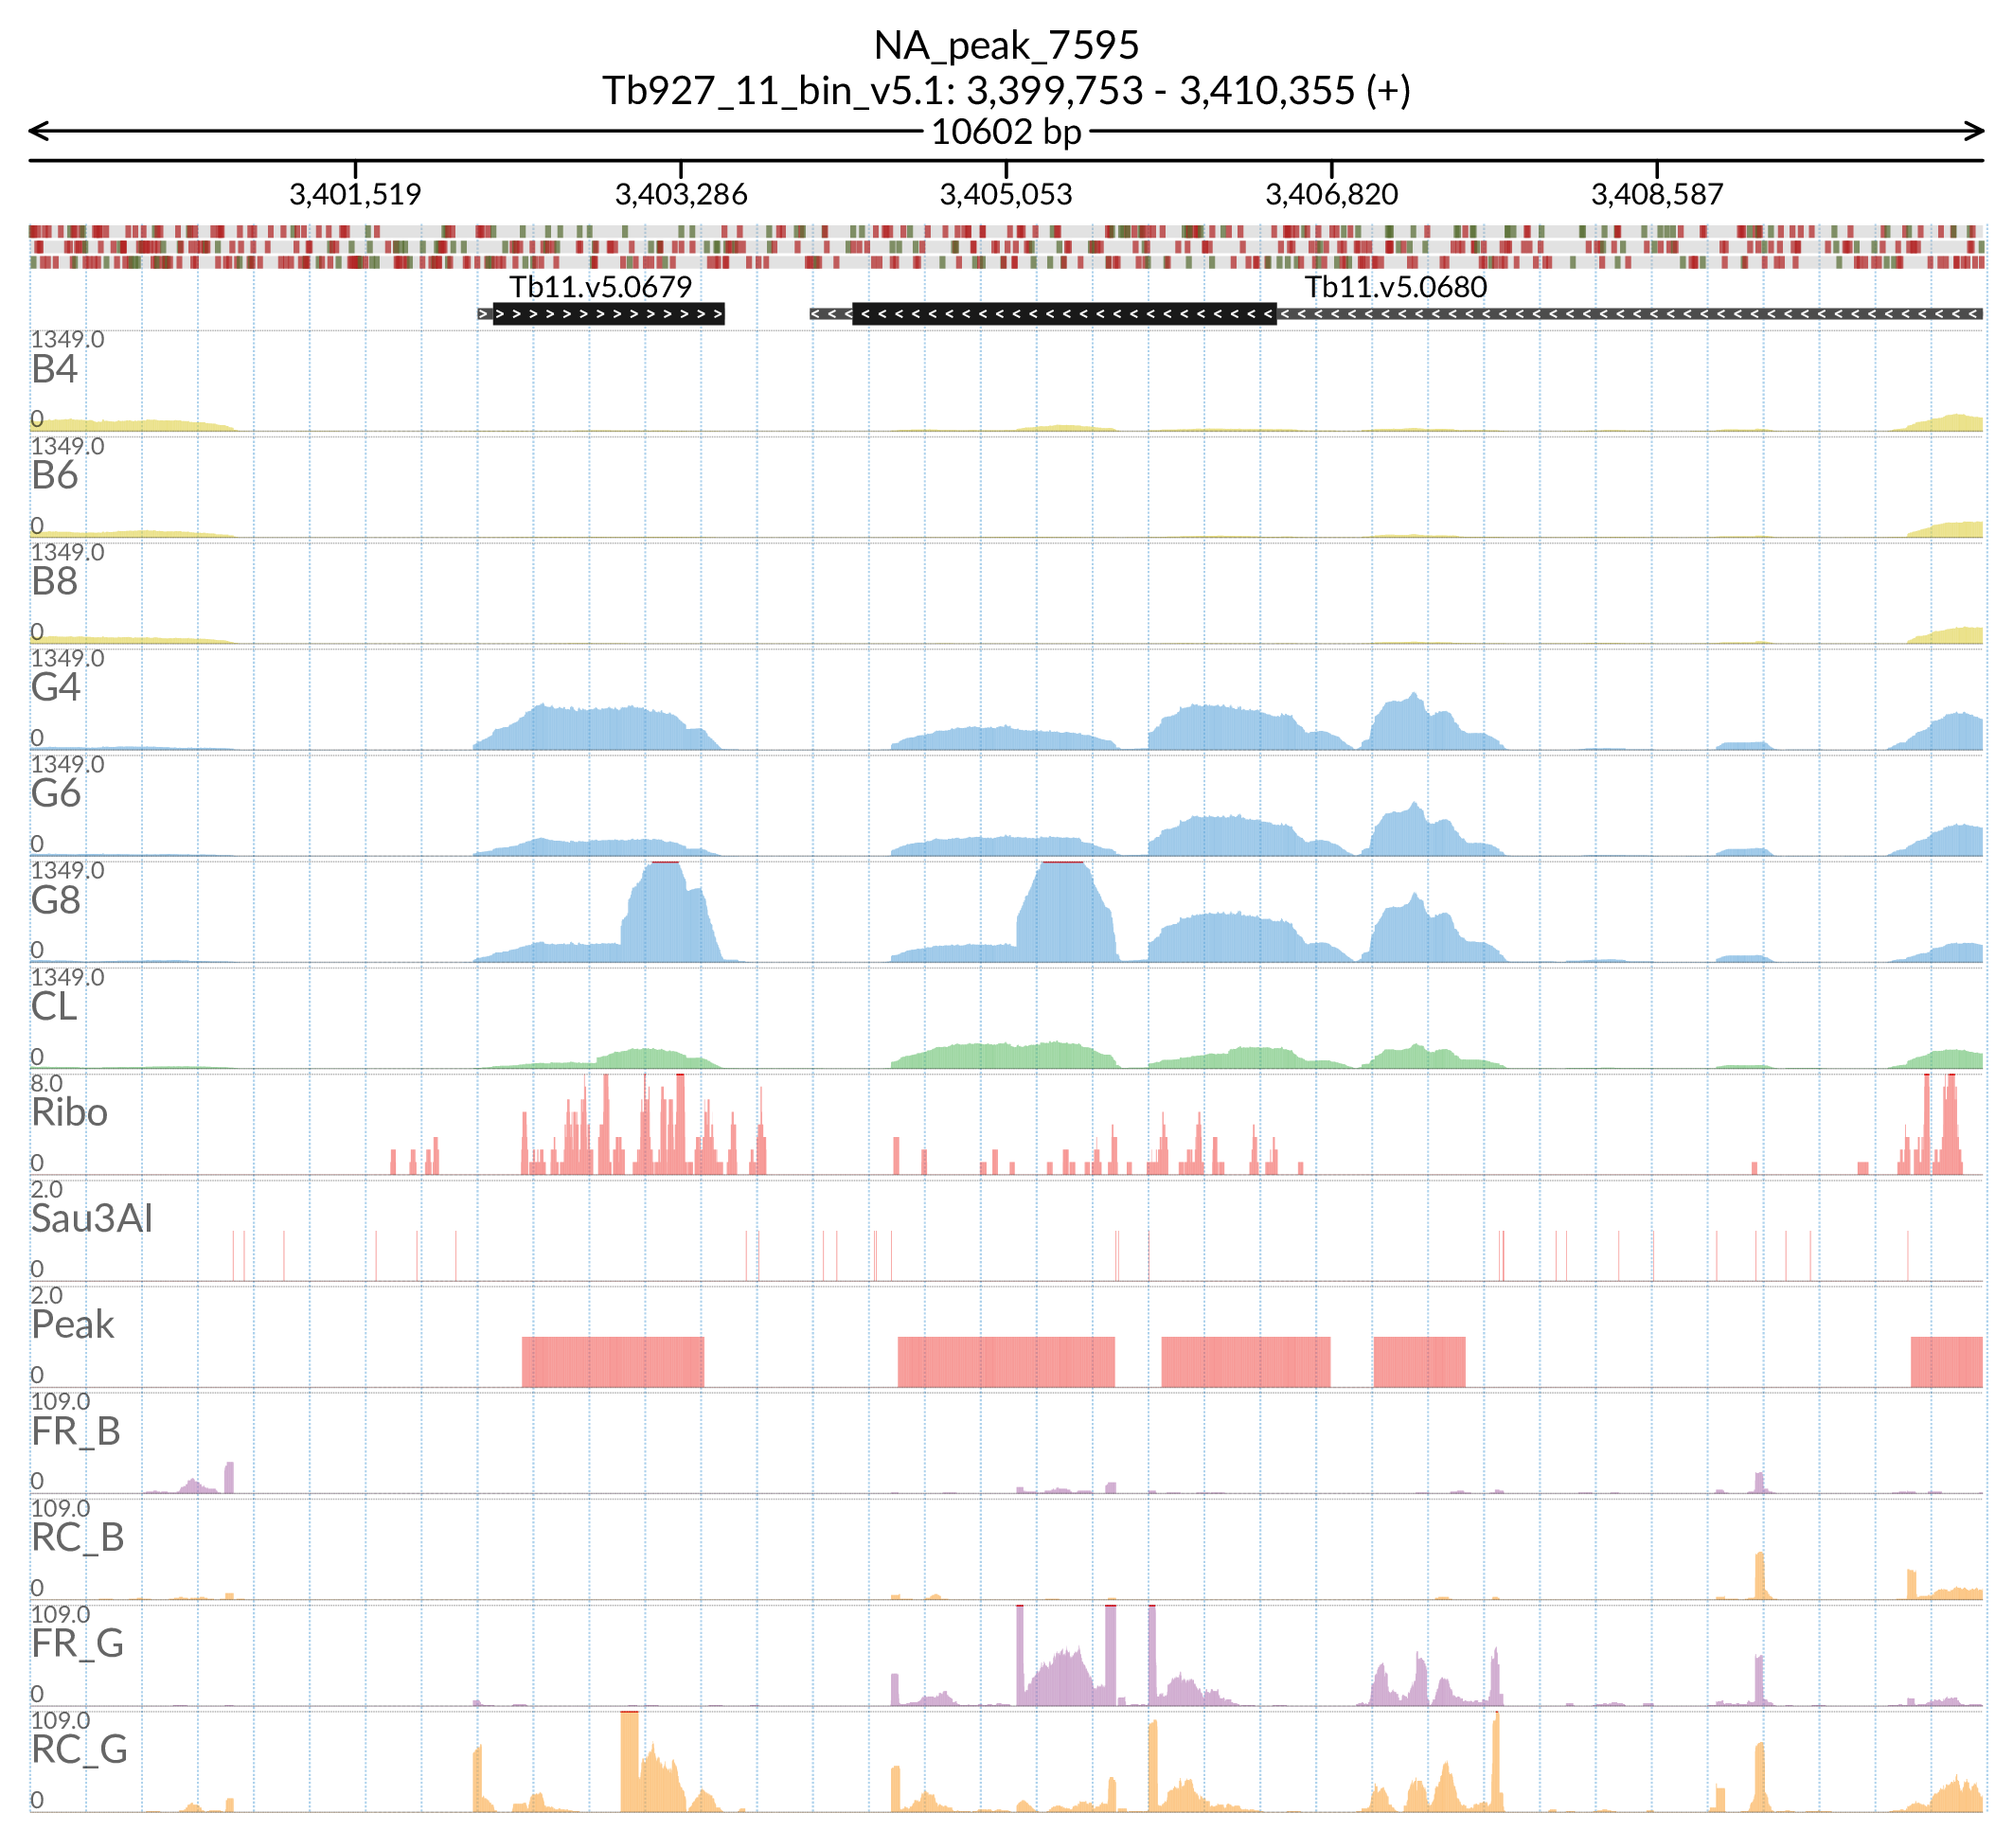 NA_peak_7595
Tb927_11_bin_v5.1: 3,399,753 - 3,410,355 (+)
10602 bp
3,401,519 3,403,286 3,405,053 3,406,820 3,408,587
Tb11.v5.0679 Tb11.v5.0680
1349.0
B4
0
1349.0
B6
0
1349.0
B8
0
1349.0
G4
0
1349.0
G6
0
1349.0
G8
0
1349.0
CL
0
8.0
Ribo
0
2.0
Sau3AI
0
2.0
Peak
0
109.0
FR_B
0
109.0
RC_B
0
109.0
FR_G
0
109.0
RC_G
0